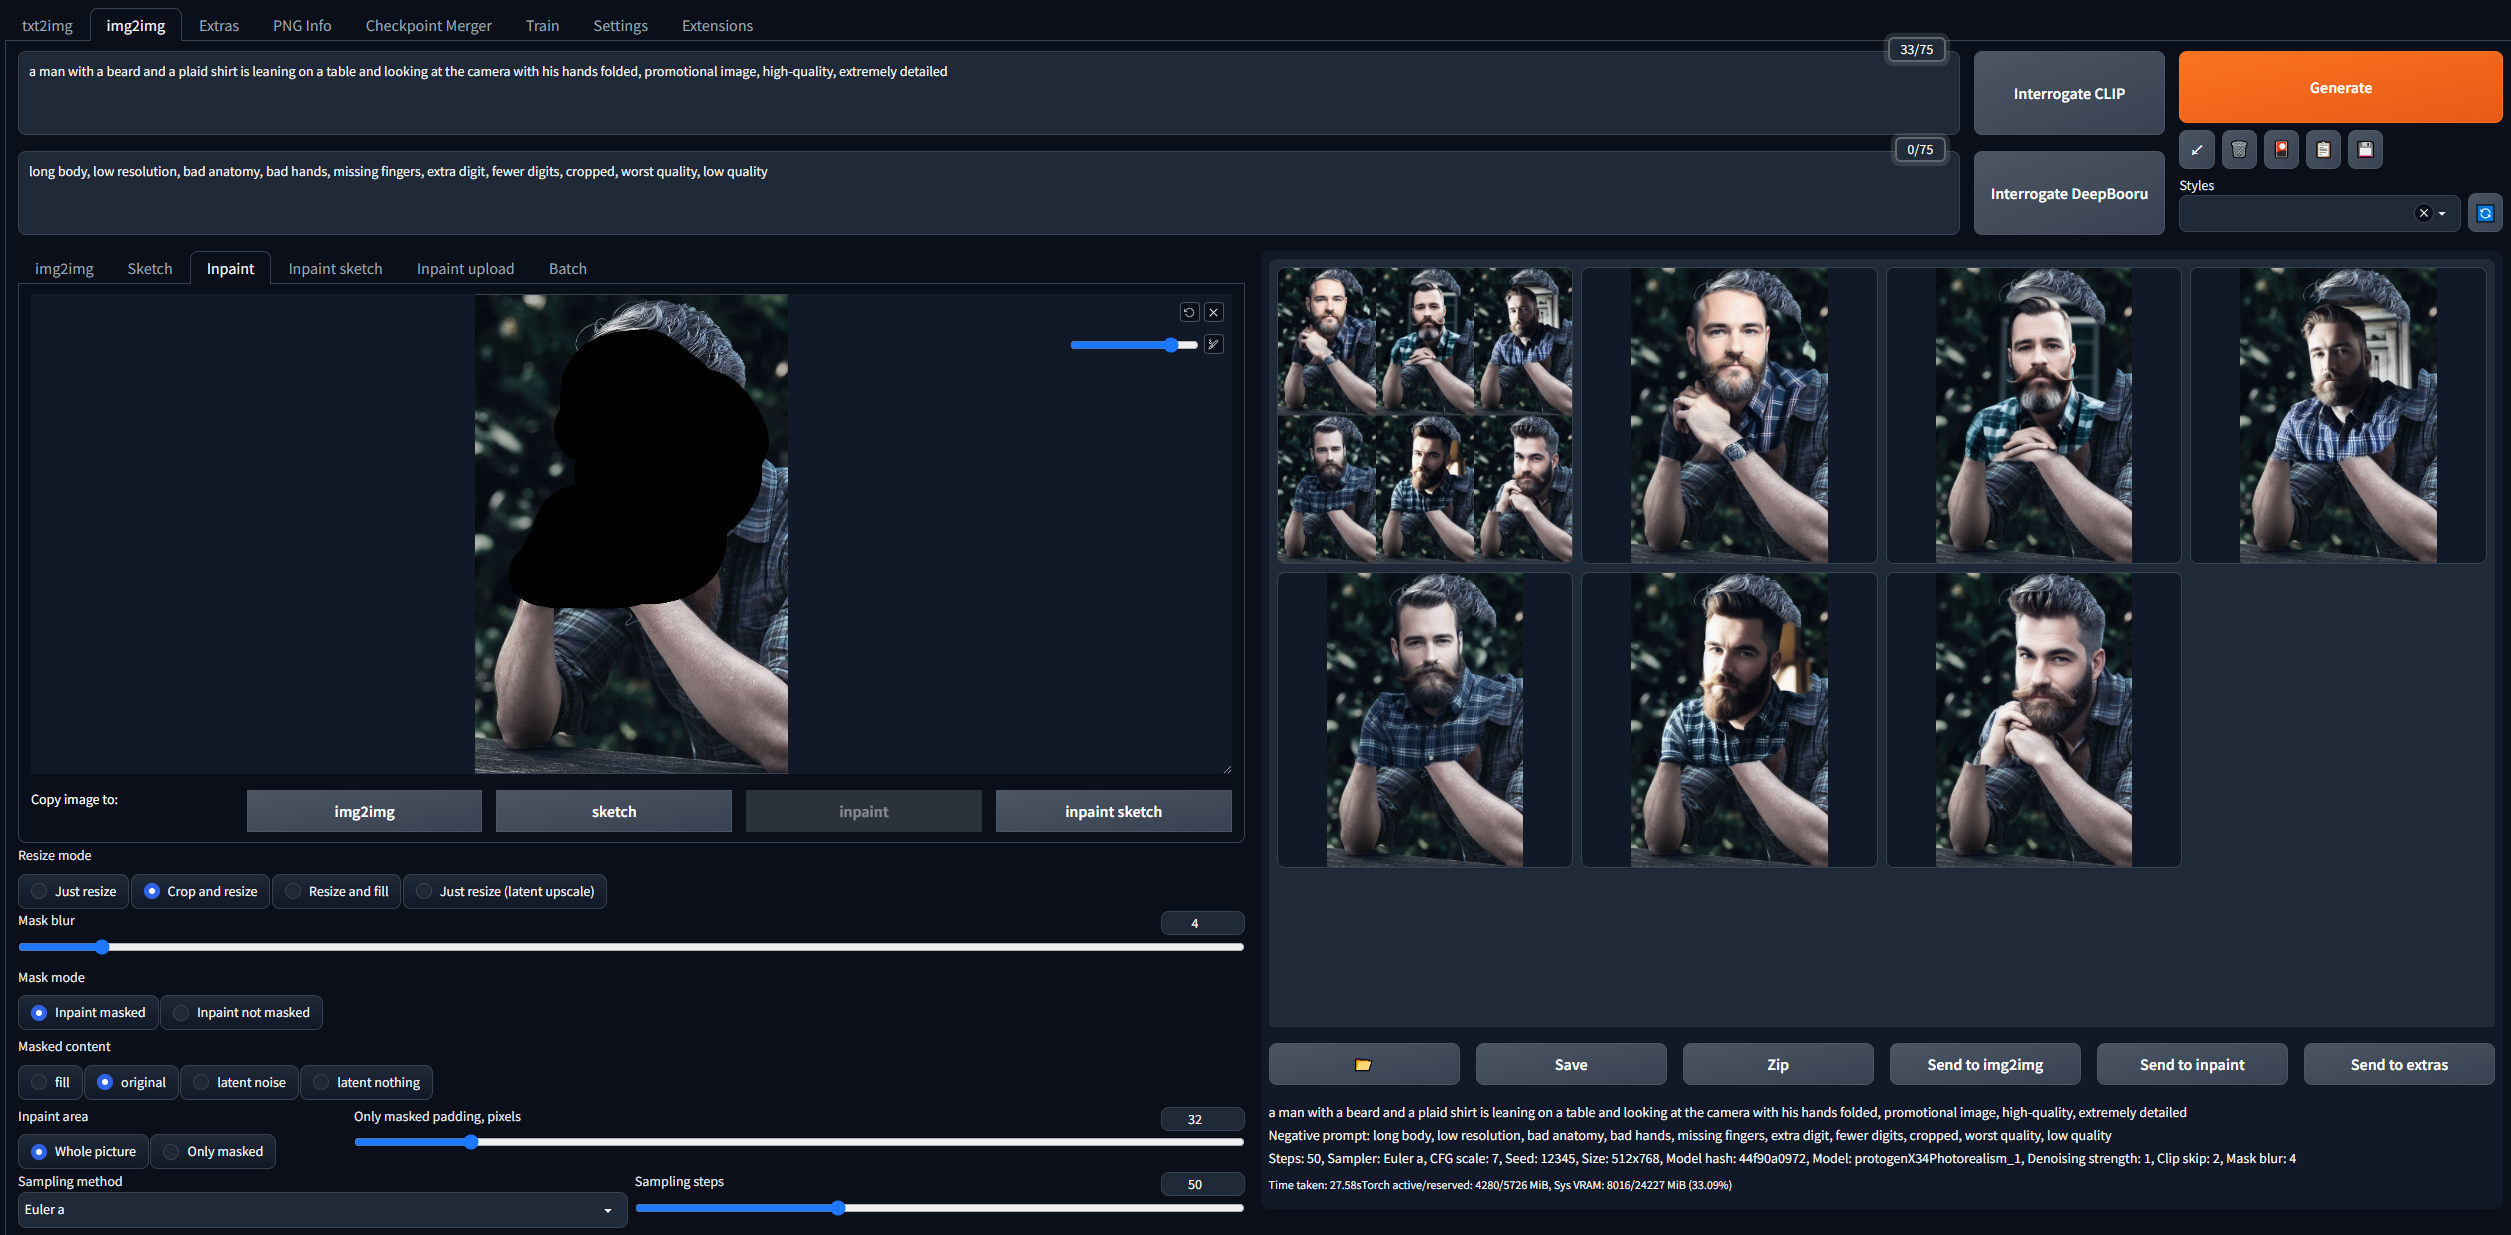 txt2img
img2img
Extras
PNG Info
Checkpoint Merger
Train
Settings
Extensions
33/75
a man with a beard and a plaid shirt is leaning on a table and looking at the camera with his hands folded, promotional image, high-quality, extremely detailed
Interrogate CLIP
Generate
0/75
long body, low resolution, bad anatomy, bad hands, missing fingers, extra digit, fewer digits, cropped, worst quality, low quality
Interrogate DeepBooru
Styles
img2img
Sketch
Inpaint
Inpaint sketch
Inpaint upload
Batch
Copy image to:
img2img
sketch
inpaint
inpaint sketch
Resize mode
Just resize
Crop and resize
Resize and fill
Just resize (latent upscale)
Mask blur
4
Mask mode
Inpaint masked
Inpaint not masked
Masked content
fill
original
latent noise
latent nothing
Inpaint area
Whole picture
Only masked
Only masked padding, pixels
32
Sampling method
Euler a
Sampling steps
50
Save
Zip
Send to img2img
Send to inpaint
Send to extras
a man with a beard and a plaid shirt is leaning on a table and looking at the camera with his hands folded, promotional image, high-quality, extremely detailed
Negative prompt: long body, low resolution, bad anatomy, bad hands, missing fingers, extra digit, fewer digits, cropped, worst quality, low quality
Steps: 50, Sampler: Euler a, CFG scale: 7, Seed: 12345, Size: 512x768, Model hash: 44f90a0972, Model: protogenX34Photorealism_1, Denoising strength: 1, Clip skip: 2, Mask blur: 4
Time taken: 27.58sTorch active/reserved: 4280/5726 MiB, Sys VRAM: 8016/24227 MiB (33.09%)